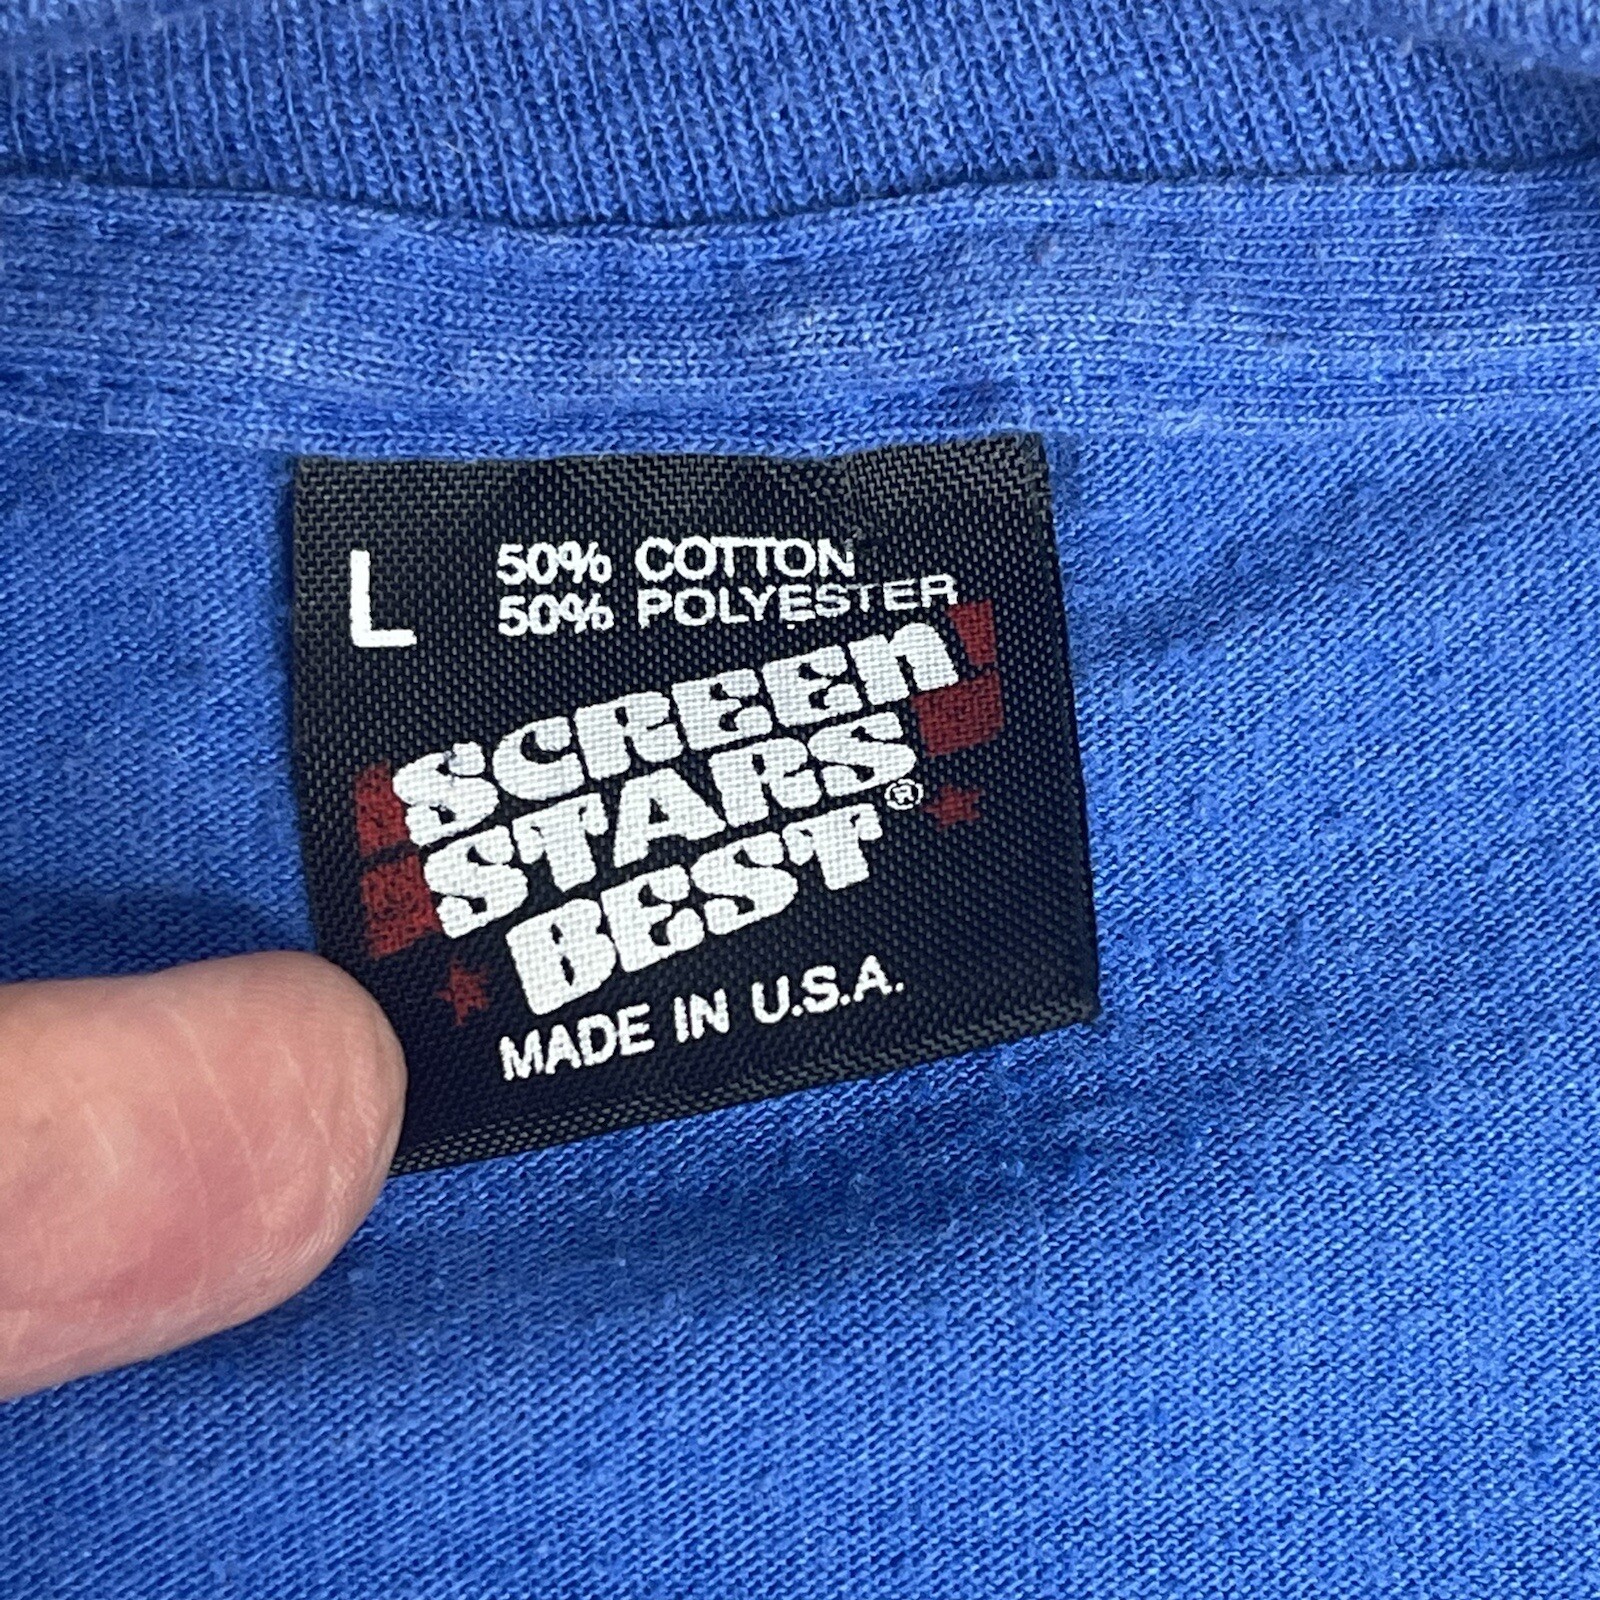 L
50% COTTON
50% POLYESTER
SCREEN
STARS
BEST®
MADE IN U.S.A.